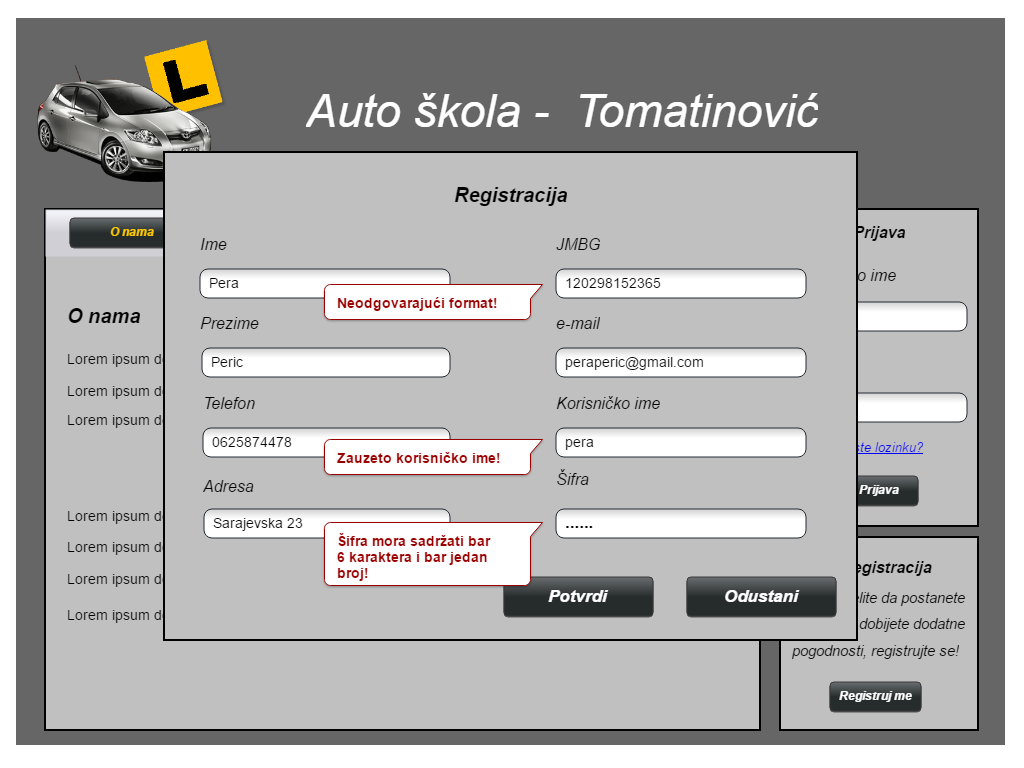 L
Auto škola - Tomatinović
Registracija
Ime
JMBG
Pera
120298152365
Neodgovarajući format!
Prezime
e-mail
Peric
peraperic@gmail.com
Telefon
Korisničko ime
0625874478
pera
Zauzeto korisničko ime!
Adresa
Šifra
Sarajevska 23
......
Šifra mora sadržati bar
6 karaktera i bar jedan
broj!
Potvrdi
Odustani
O nama
O nama
Lorem ipsum
Lorem ipsum
Lorem ipsum
Lorem ipsum
Lorem ipsum
Lorem ipsum
Lorem ipsum
Prijava
ime
lozinku?
Prijava
egistracija
da postanete
dobijete dodatne
pogodnosti, registrujte se!
Registruj me